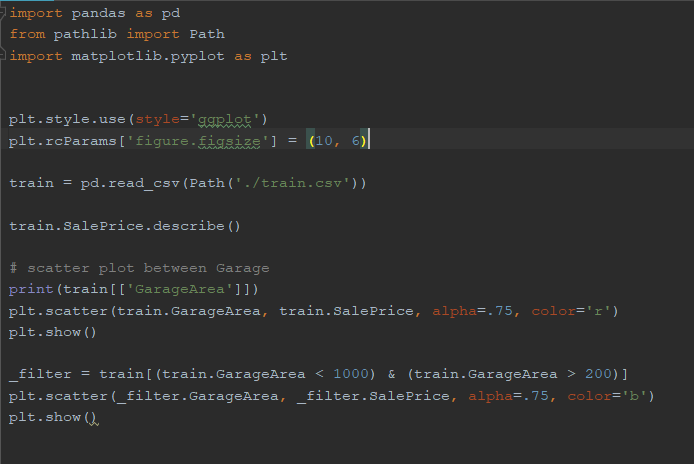 import pandas as pd
from pathlib import Path
import matplotlib.pyplot as plt
plt.style.use(style='ggplot')
plt.rcParams['figure.figsize'] = (10, 6)
train = pd.read_csv(Path('./train.csv'))
train.SalePrice.describe()
# scatter plot between Garage
print(train[['GarageArea']])
plt.scatter(train.GarageArea, train.SalePrice, alpha=.75, color='r')
plt.show()
_filter = train[(train.GarageArea < 1000) & (train.GarageArea > 200)]
plt.scatter(_filter.GarageArea, _filter.SalePrice, alpha=.75, color='b')
plt.show()